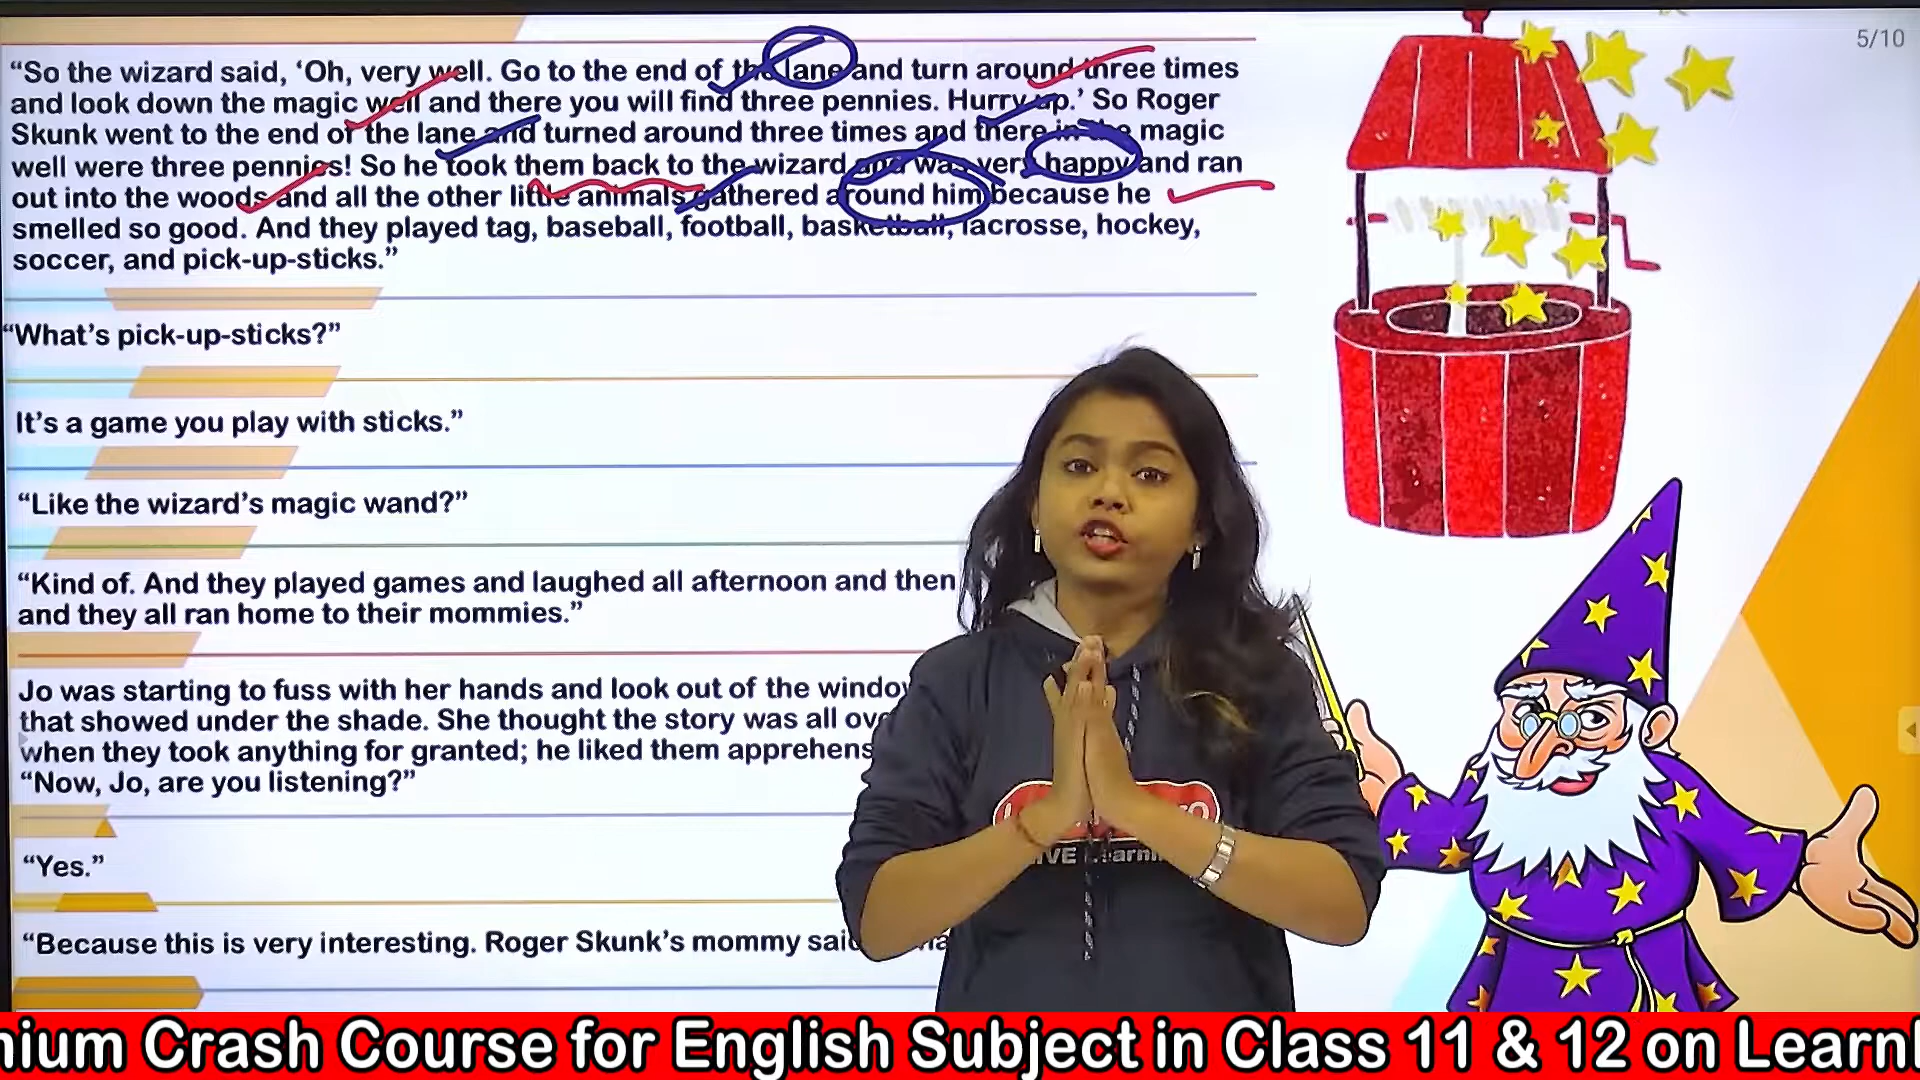 5/10
“So the wizard said, ‘Oh, very well. Go to the end of the lane and turn around three times
and look down the magic well and there you will find three pennies. Hurry up.’ So Roger
Skunk went to the end of the lane and turned around three times and there in the magic
well were three pennies! So he took them back to the wizard and was very happy and ran
out into the woods and all the other little animals gathered around him because he
smelled so good. And they played tag, baseball, football, basketball, lacrosse, hockey,
soccer, and pick-up-sticks.”
“What’s pick-up-sticks?”
It’s a game you play with sticks.”
“Like the wizard’s magic wand?”
“Kind of. And they played games and laughed all afternoon and then
and they all ran home to their mommies.”
Jo was starting to fuss with her hands and look out of the window
that showed under the shade. She thought the story was all
when they took anything for granted; he liked them
“Now, Jo, are you listening?”
“Yes.”
“Because this is very interesting. Roger Skunk’s mommy
Crash Course for English Subject in Class 11 & 12 on